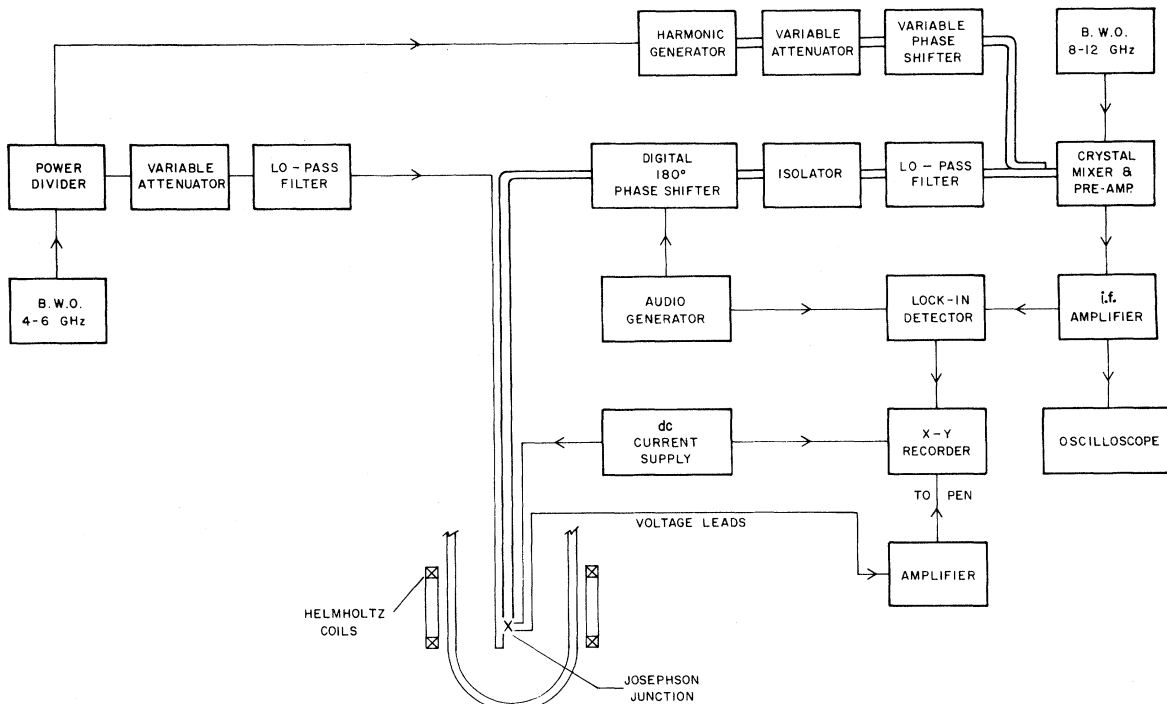 HARMONIC
GENERATOR
VARIABLE
ATTENUATOR
VARIABLE
PHASE
SHIFTER
B. W. O.
8-12 GHz
POWER
DIVIDER
VARIABLE
ATTENUATOR
LO - PASS
FILTER
DIGITAL
180°
PHASE SHIFTER
ISOLATOR
LO - PASS
FILTER
CRYSTAL
MIXER &
PRE-AMP.
B.W.O.
4-6 GHz
AUDIO
GENERATOR
LOCK-IN
DETECTOR
i.f.
AMPLIFIER
dc
CURRENT
SUPPLY
X-Y
RECORDER
OSCILLOSCOPE
TO PEN
VOLTAGE LEADS
AMPLIFIER
HELMHOLTZ
COILS
X
JOSEPHSON
JUNCTION